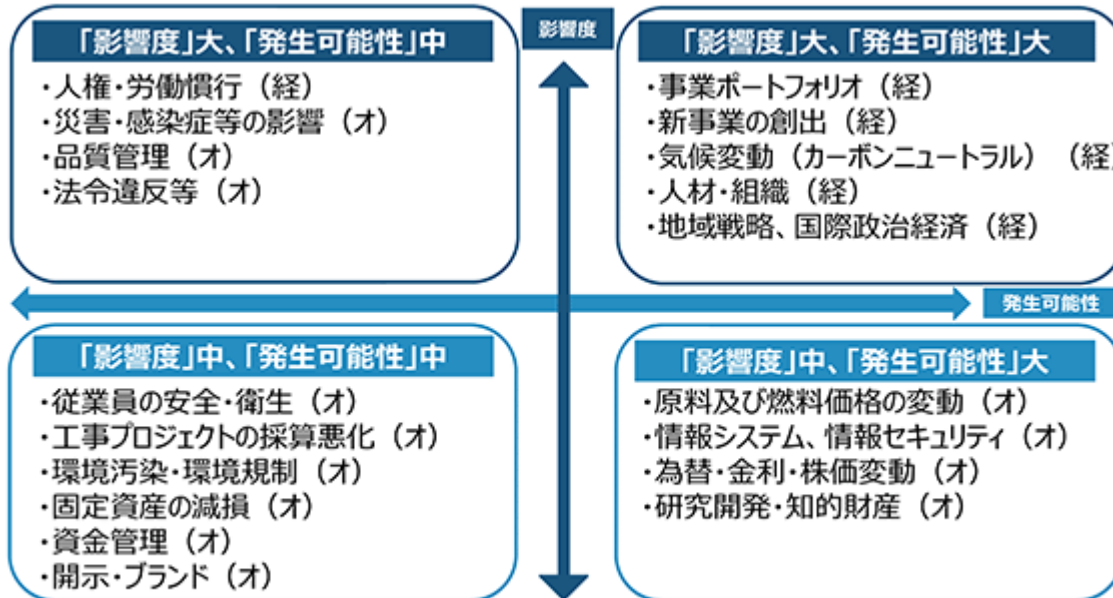 「影響度」大、「発生可能性」中
・人権・労働慣行（経）
・災害・感染症等の影響（オ）
・品質管理（オ）
・法令違反等（オ）
影響度
「影響度」大、「発生可能性」大
・事業ポートフォリオ（経）
・新事業の創出（経）
・気候変動（カーボンニュートラル）（経）
・人材・組織（経）
・地域戦略、国際政治経済（経）
発生可能性
「影響度」中、「発生可能性」中
・従業員の安全・衛生（オ）
・工事プロジェクトの採算悪化（オ）
・環境汚染・環境規制（オ）
・固定資産の減損（オ）
・資金管理（オ）
・開示・ブランド（オ）
「影響度」中、「発生可能性」大
・原料及び燃料価格の変動（オ）
・情報システム、情報セキュリティ（オ）
・為替・金利・株価変動（オ）
・研究開発・知的財産（オ）